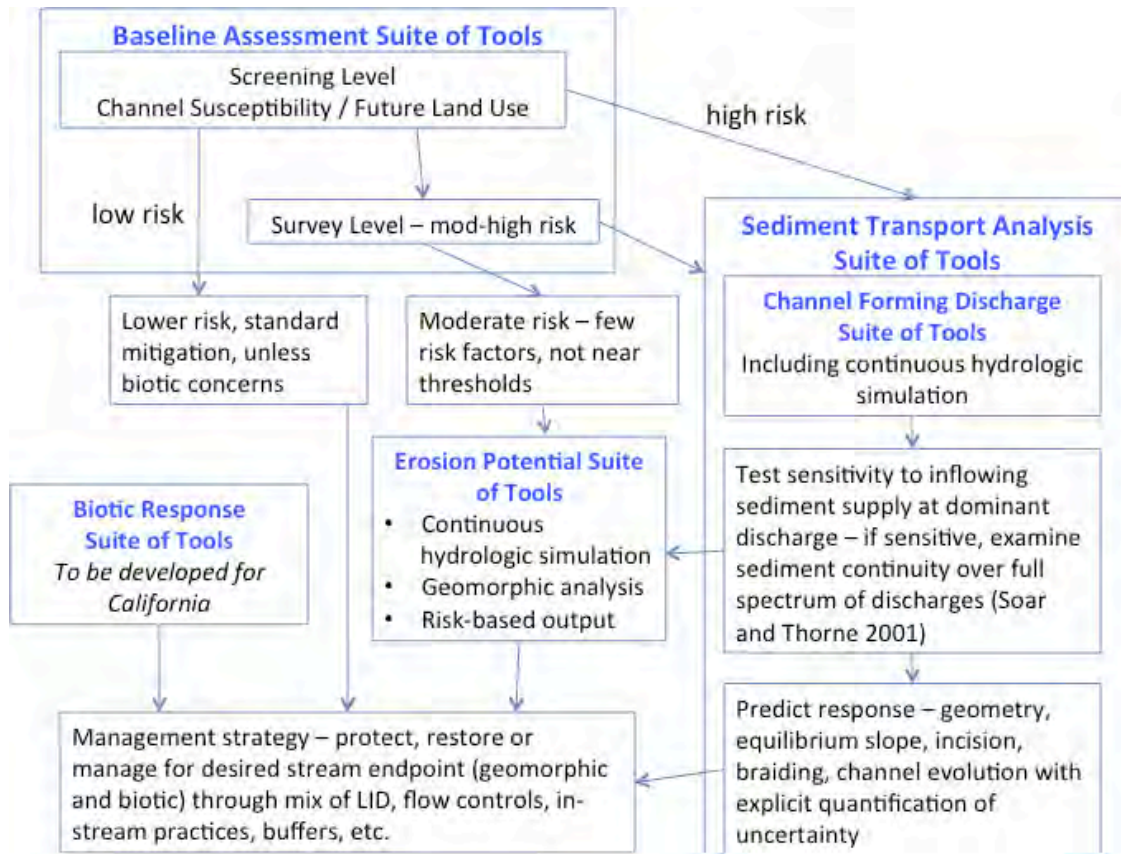 Baseline Assessment Suite of Tools
Screening Level
Channel Susceptibility / Future Land Use
high risk
low risk
Survey Level – mod-high risk
Sediment Transport Analysis
Suite of Tools
Channel Forming Discharge
Suite of Tools
Including continuous hydrologic
simulation
Lower risk, standard
mitigation, unless
biotic concerns
Moderate risk – few
risk factors, not near
thresholds
Erosion Potential Suite
of Tools
• Continuous
hydrologic simulation
• Geomorphic analysis
• Risk-based output
Test sensitivity to inflowing
sediment supply at dominant
discharge – if sensitive, examine
sediment continuity over full
spectrum of discharges (Soar
and Thorne 2001)
Biotic Response
Suite of Tools
To be developed for
California
Management strategy – protect, restore or
manage for desired stream endpoint (geomorphic
and biotic) through mix of LID, flow controls, in-
stream practices, buffers, etc.
Predict response – geometry,
equilibrium slope, incision,
braiding, channel evolution with
explicit quantification of
uncertainty